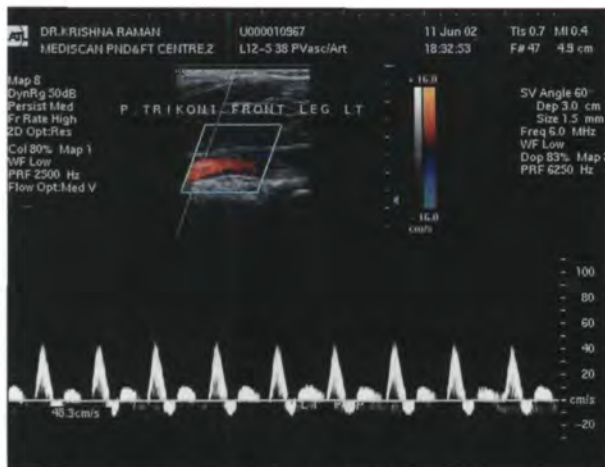 ATL
DR.KRISHNA RAMAN U000010967 11 Jun 02 TIs 0.7 MI 0.4
MEDISCAN PND&FT CENTRE,2 L12-5 38 PVasc/Art 18:32:53 F# 47 4.9 cm
Map 8
DynRg 50dB
Persist Med
Fr Rate High
2D Opt:Res
Col 80% Map 1
WF Low
PRF 2500 Hz
Flow Opt:Med V
P.TRIKONI FRONT LEG LT
+ 16.0
- 16.0
cm/s
SV Angle 60°
Dep 3.0 cm
Size 1.5 mm
Freq 6.0 MHz
WF Low
Dop 83% Map
PRF 6250 Hz
100
80
60
40
20
cm/s
-20
48.3cm/s